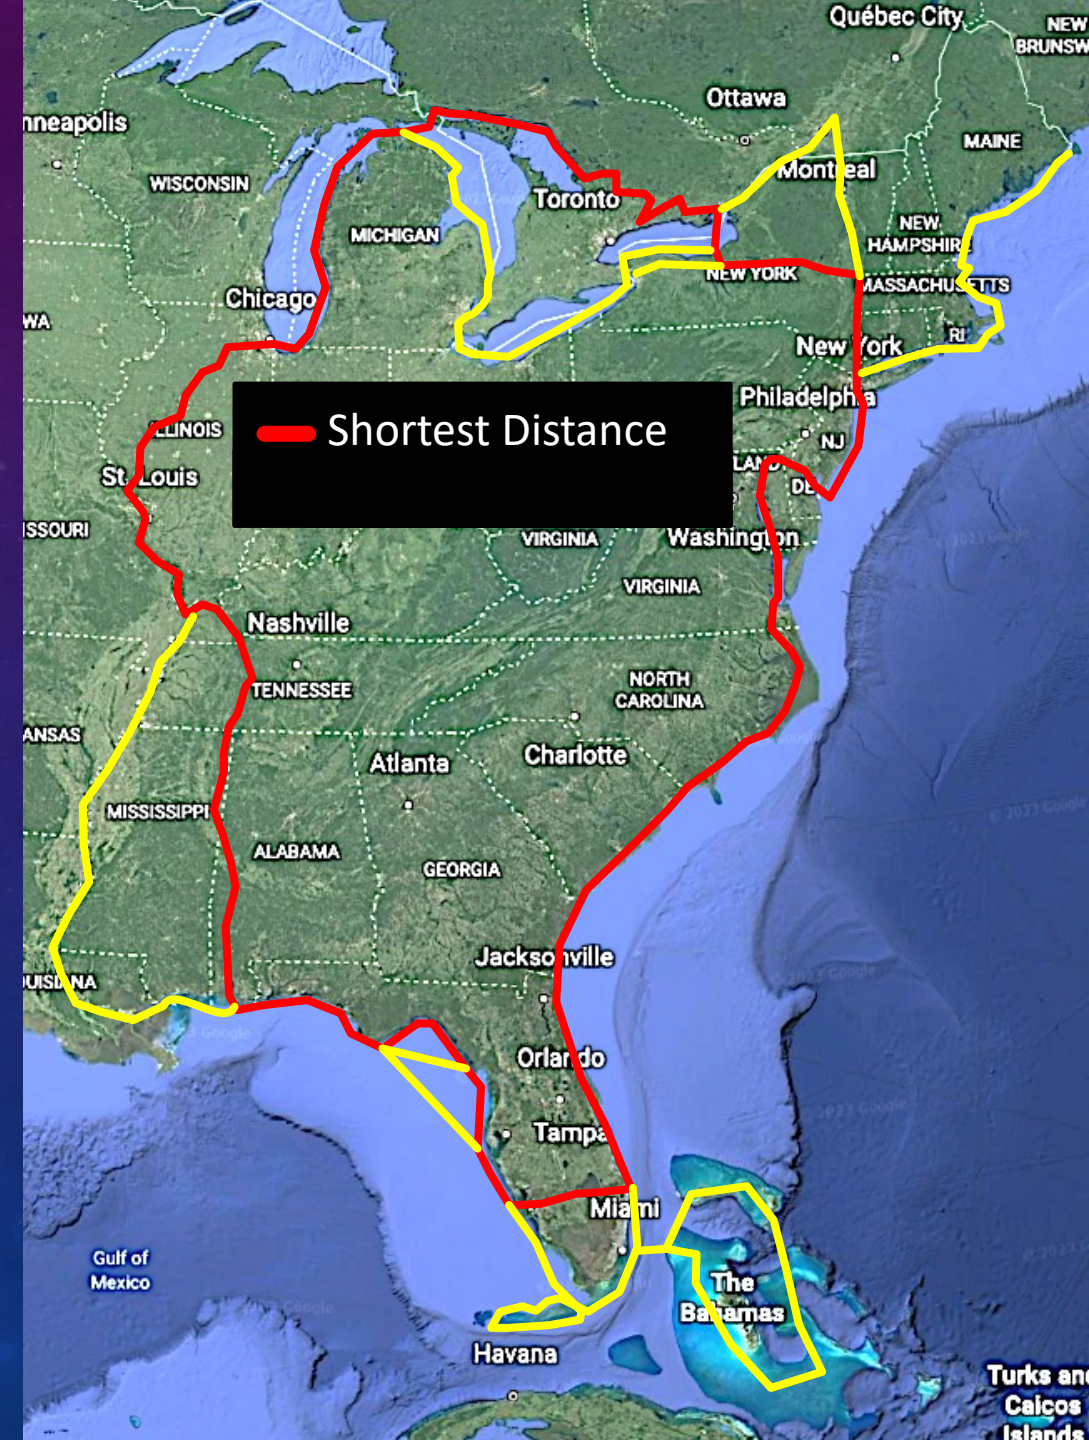 Québec City
NEW
BRUNSW
Ottawa
nneapolis
MAINE
Montreal
WISCONSIN
Toronto
NEW
HAMPSHIRE
MICHIGAN
NEW YORK
MASSACHUSETTS
Chicago
WA
RI
New York
Philadelphia
ILLINOIS
Shortest Distance
NJ
LAND
DE
St. Louis
ISSOURI
VIRGINIA
Washington
VIRGINIA
Nashville
TENNESSEE
NORTH
CAROLINA
ANSAS
Charlotte
Atlanta
MISSISSIPPI
ALABAMA
GEORGIA
Jacksonville
OUISIANA
Google
Orlando
Tampa
Miami
Gulf of
Mexico
The
Bahamas
Havana
Turks and
Caicos
Islands